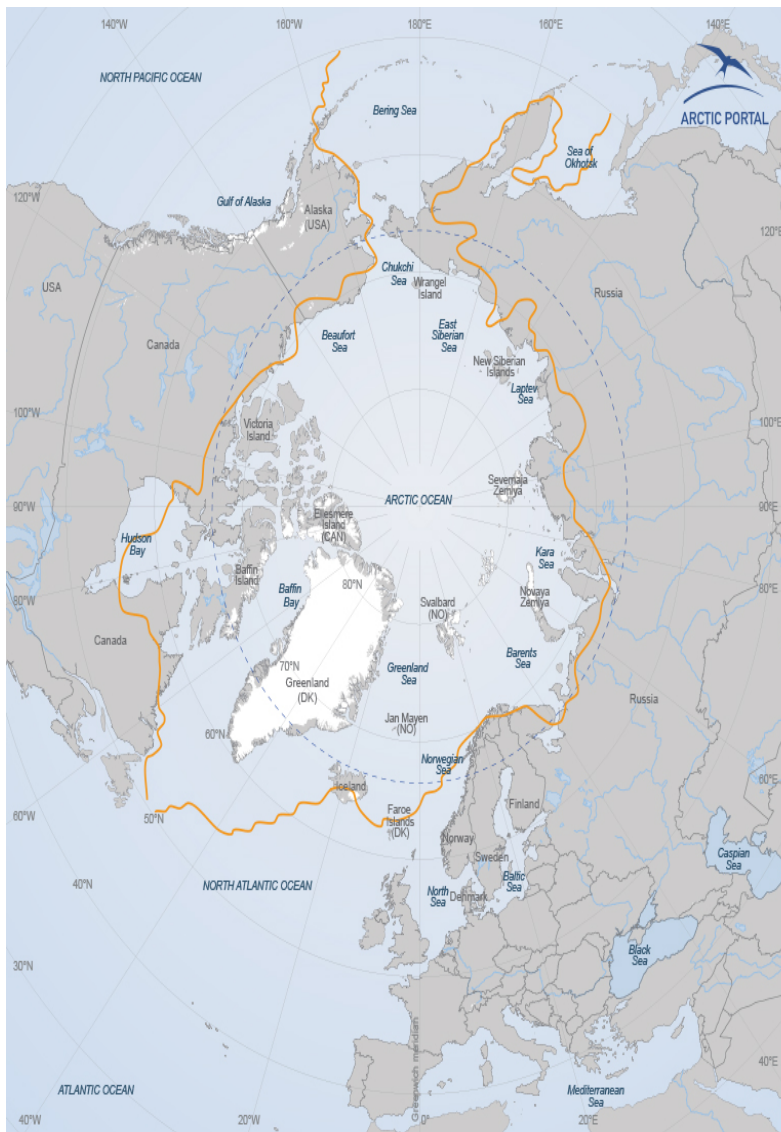 140°W
160°W
180°E
160°E
140°E
NORTH PACIFIC OCEAN
Bering Sea
ARCTIC PORTAL
Sea of
Okhotsk
120°W
Gulf of Alaska
Alaska
(USA)
120°E
Chukchi
Sea
Wrangel
Island
USA
Russia
Canada
Beaufort
Sea
East
Siberian
Sea
New Siberian
Islands
Laptev
Sea
100°W
100°E
Victoria
Island
90°W
ARCTIC OCEAN
Severnaja
Zemlya
90°E
Ellesmere
Island
(CAN)
Hudson
Bay
Kara
Sea
Baffin
Island
Baffin
Bay
80°N
Svalbard
(NO)
Novaya
Zemlya
80°W
80°E
Canada
Barents
Sea
70°N
Greenland
(DK)
Greenland
Sea
Russia
Jan Mayen
(NO)
60°N
Norwegian
Sea
60°E
Iceland
60°W
50°N
Faroe
Islands
(DK)
Finland
Norway
Sweden
Caspian
Sea
40°N
NORTH ATLANTIC OCEAN
North
Sea
Denmark
Baltic
Sea
Black
Sea
30°N
Greenwich meridian
ATLANTIC OCEAN
Mediterranean
Sea
40°W
20°W
0°E
20°E
40°E